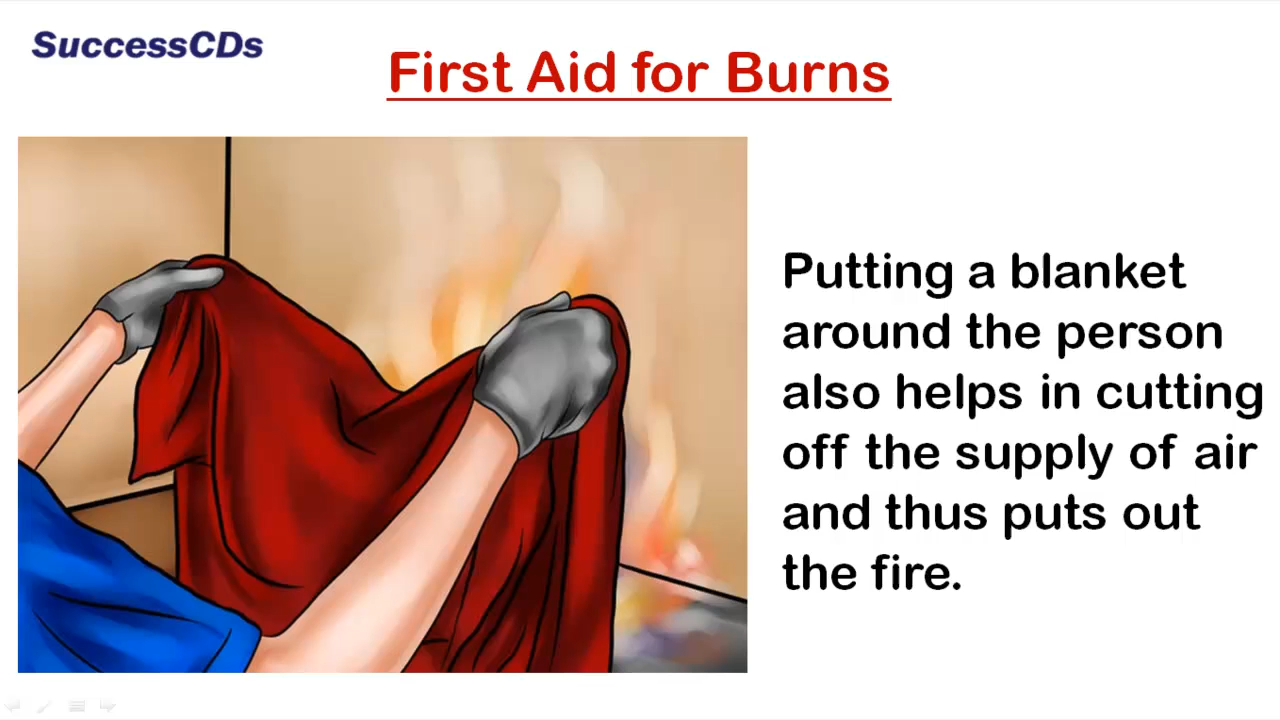 SuccessCDs
First Aid for Burns
Putting a blanket
around the person
also helps in cutting
off the supply of air
and thus puts out
the fire.